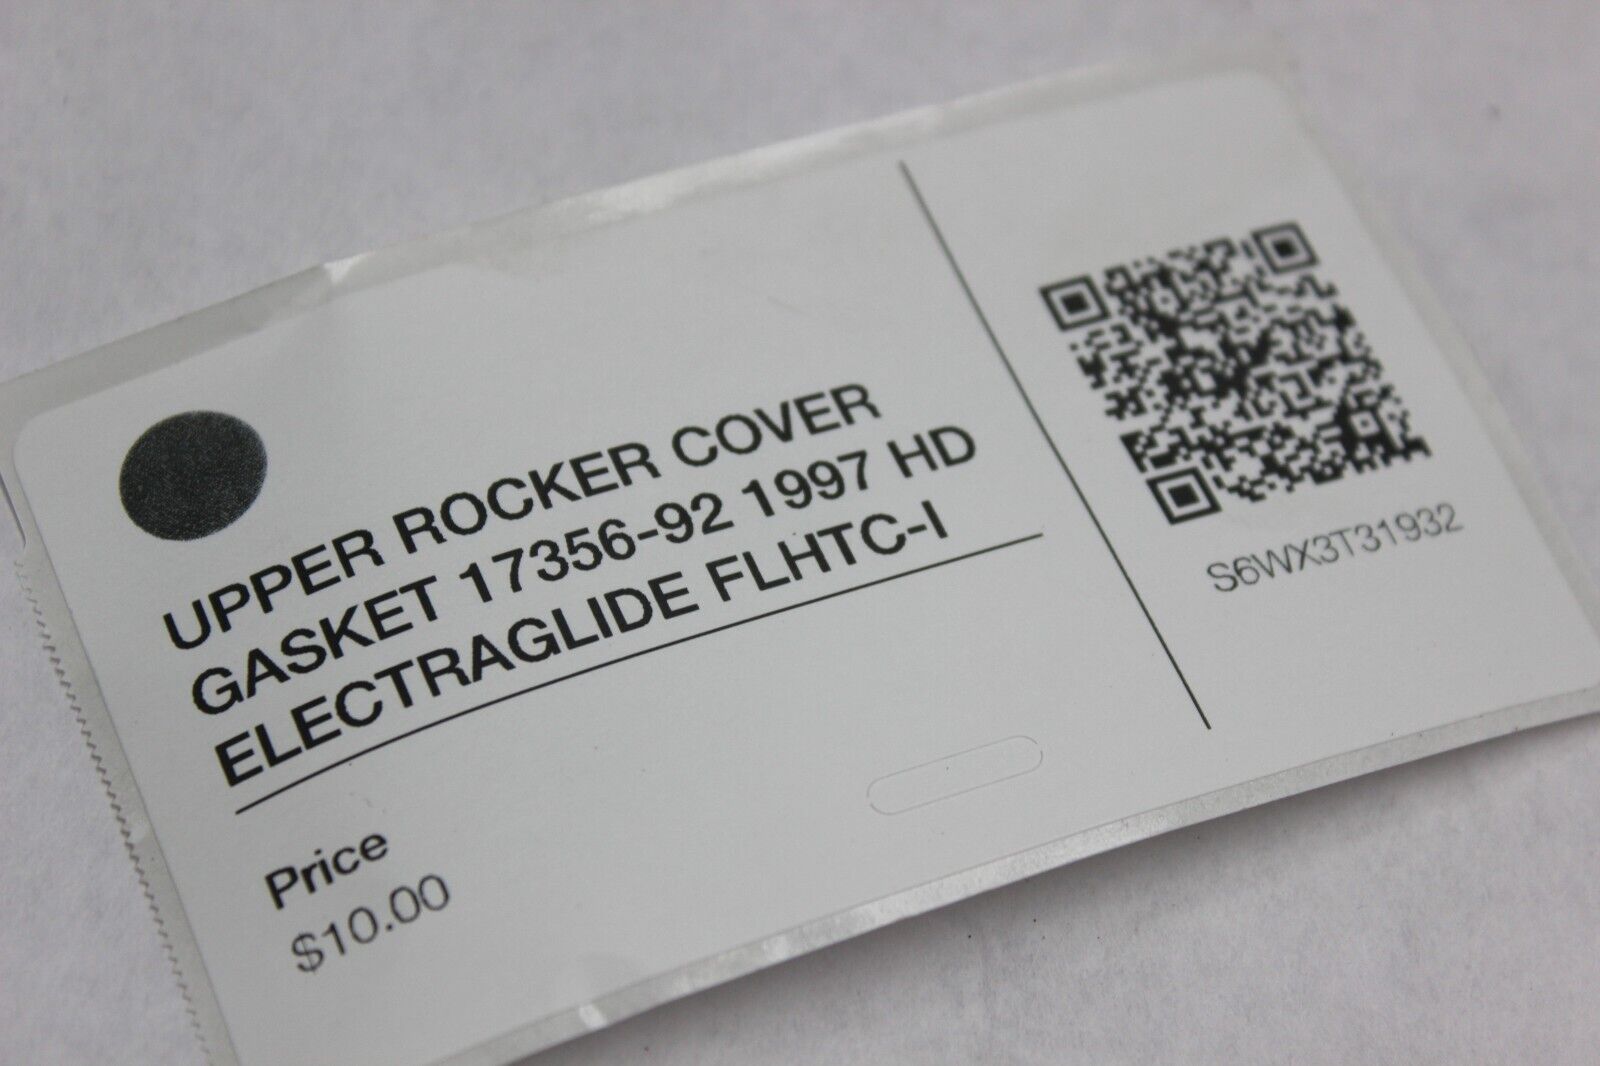 UPPER ROCKER COVER
GASKET 17356-92 1997 HD
ELECTRAGLIDE FLHTC-I
Price
$10.00
S6WX3T31932